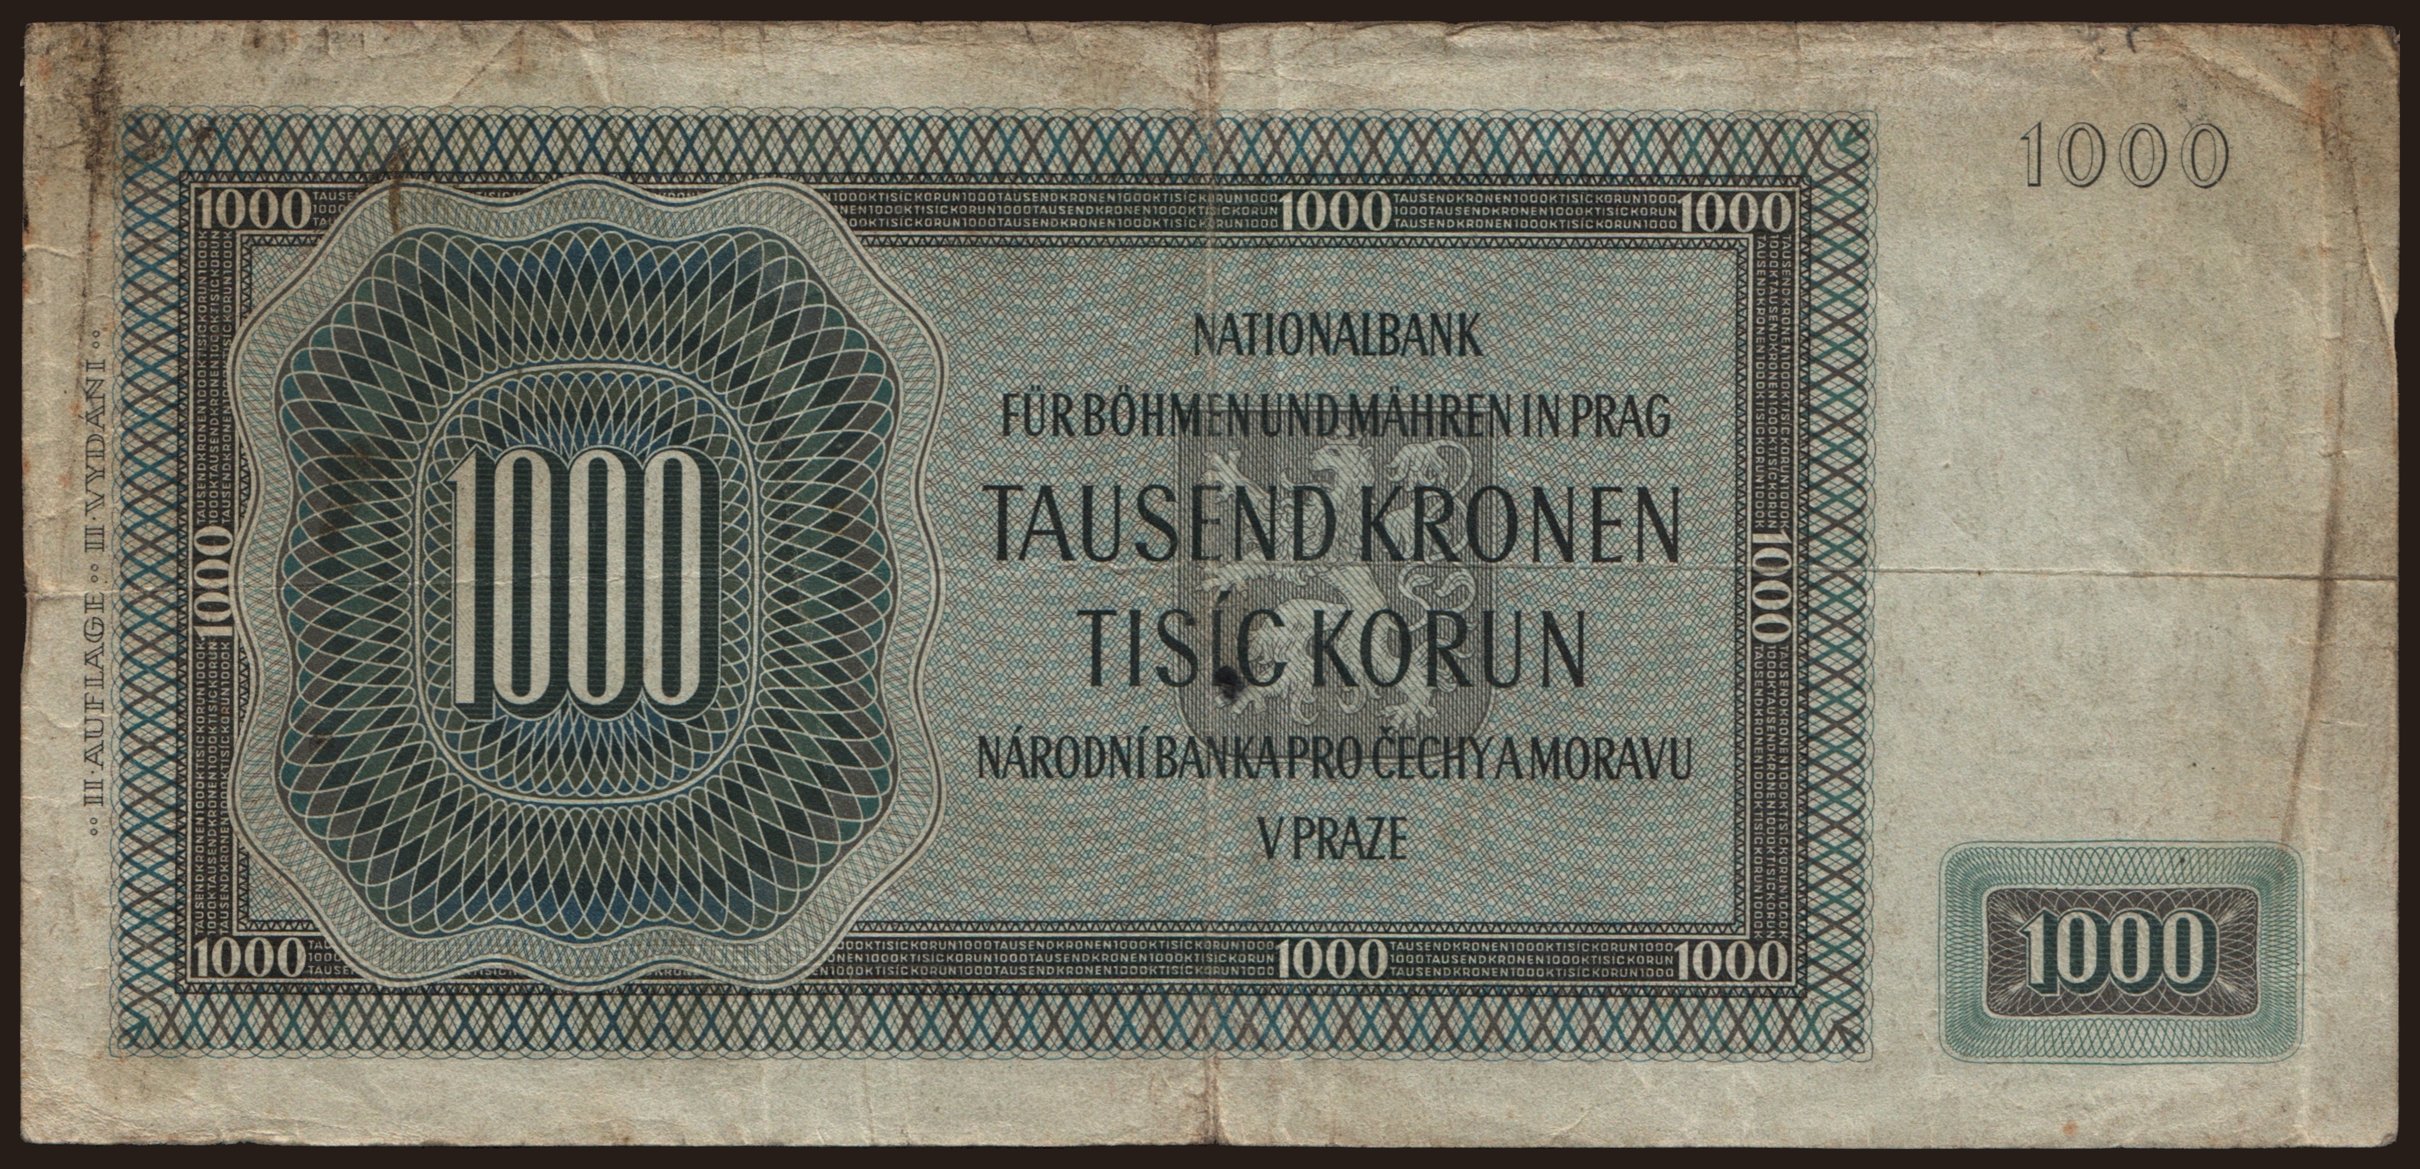 1000
1000 1000 1000
NATIONALBANK
FÜR BÖHMEN UND MÄHREN IN PRAG
TAUSEND KRONEN
TISÍC KORUN
NÁRODNÍ BANKA PRO ČECHY A MORAVU
V PRAZE
1000
1000
1000
1000 1000 1000
1000
III·AUFLAGE III·VYDÁNÍ